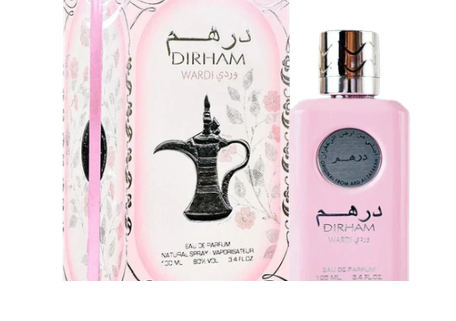 درهم
DIRHAM
WARDI وردي
EAU DE PARFUM
NATURAL SPRAY VAPORISATEUR
100 ML 80% VOL 3.4 FL.OZ
درهم
درهم
DIRHAM
WARDI وردي
EAU DE PARFUM
100 ML 3.4 FL.OZ